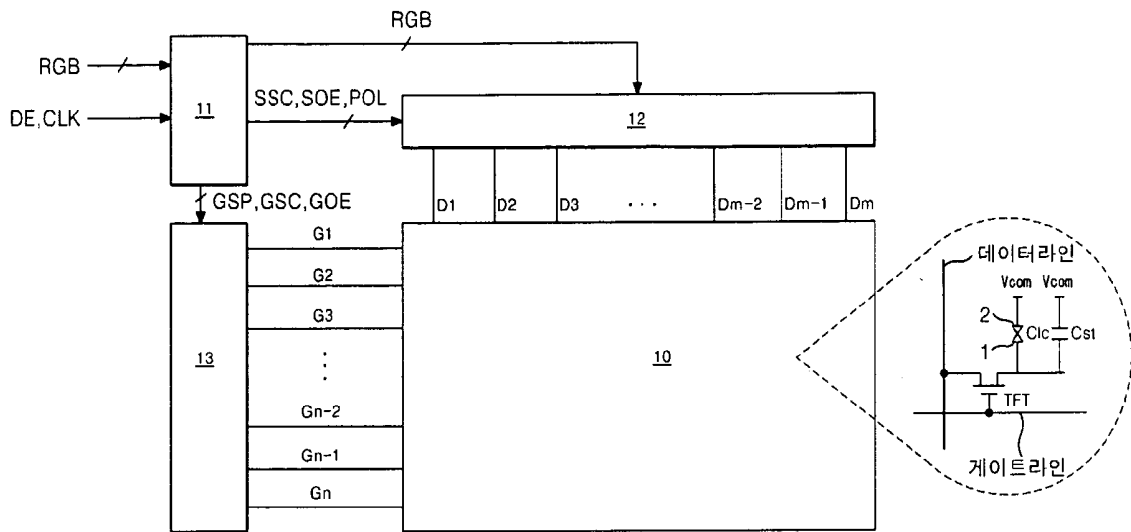 RGB
RGB
DE,CLK
11
SSC,SOE,POL
12
GSP,GSC,GOE
D1 D2 D3 ··· Dm-2 Dm-1 Dm
G1
G2
G3
13
10
Gn-2
Gn-1
Gn
데이터라인
Vcom Vcom
2
1
Clc
Cst
TFT
게이트라인